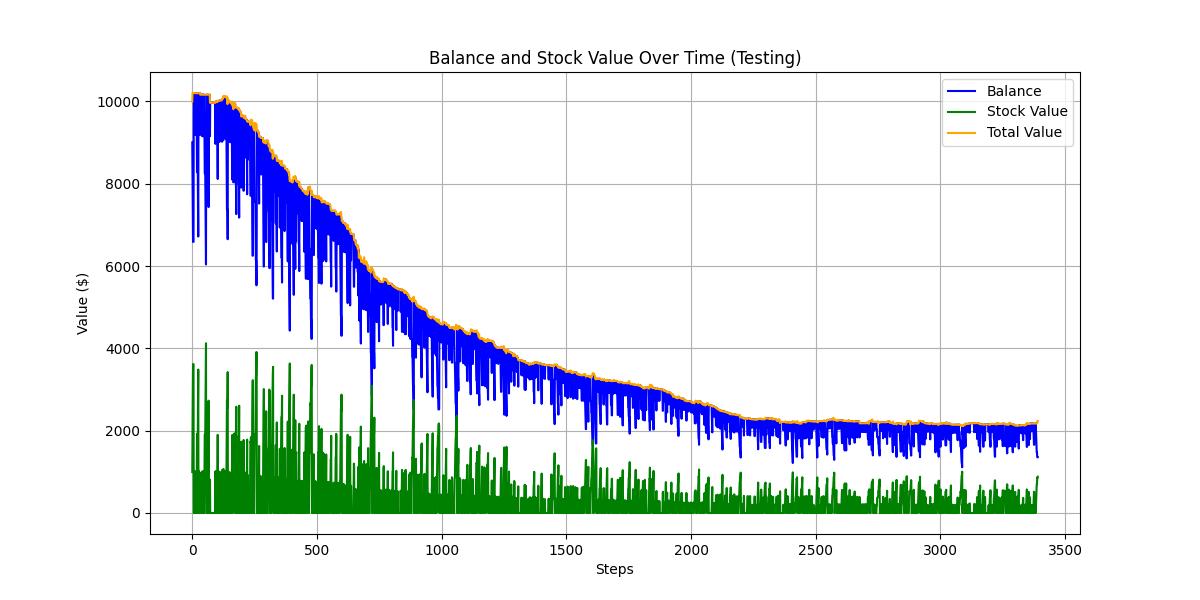 Balance and Stock Value Over Time (Testing)
Balance
Stock Value
Total Value
Value ($)
10000
8000
6000
4000
2000
0
0 500 1000 1500 2000 2500 3000 3500
Steps